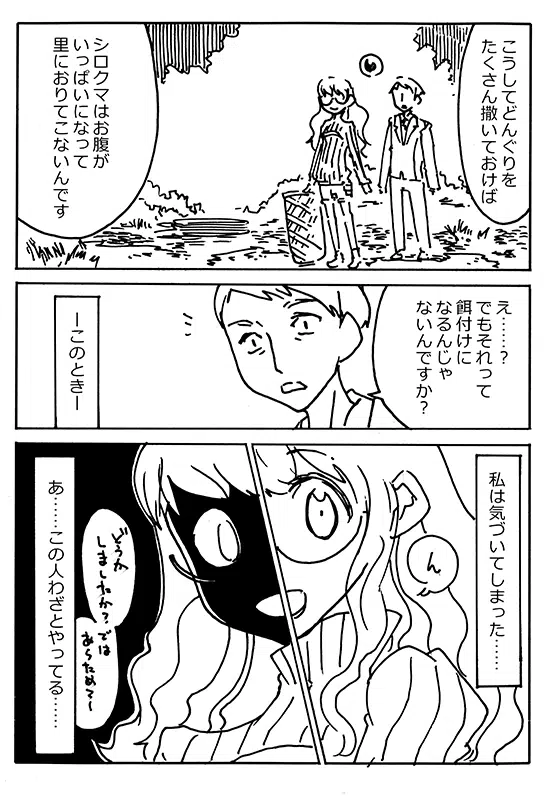 こうしてどんぐりを
たくさん撒いておけば
シロクマはお腹が
いっぱいになって
里におりてこないんです
え……?
でもそれって
餌付けに
なるんじゃ
ないんですか?
ーこのときー
私は気づいてしまった……
ん
どうか
しましたか?では
あらためて〜
あ……この人わざとやってる……